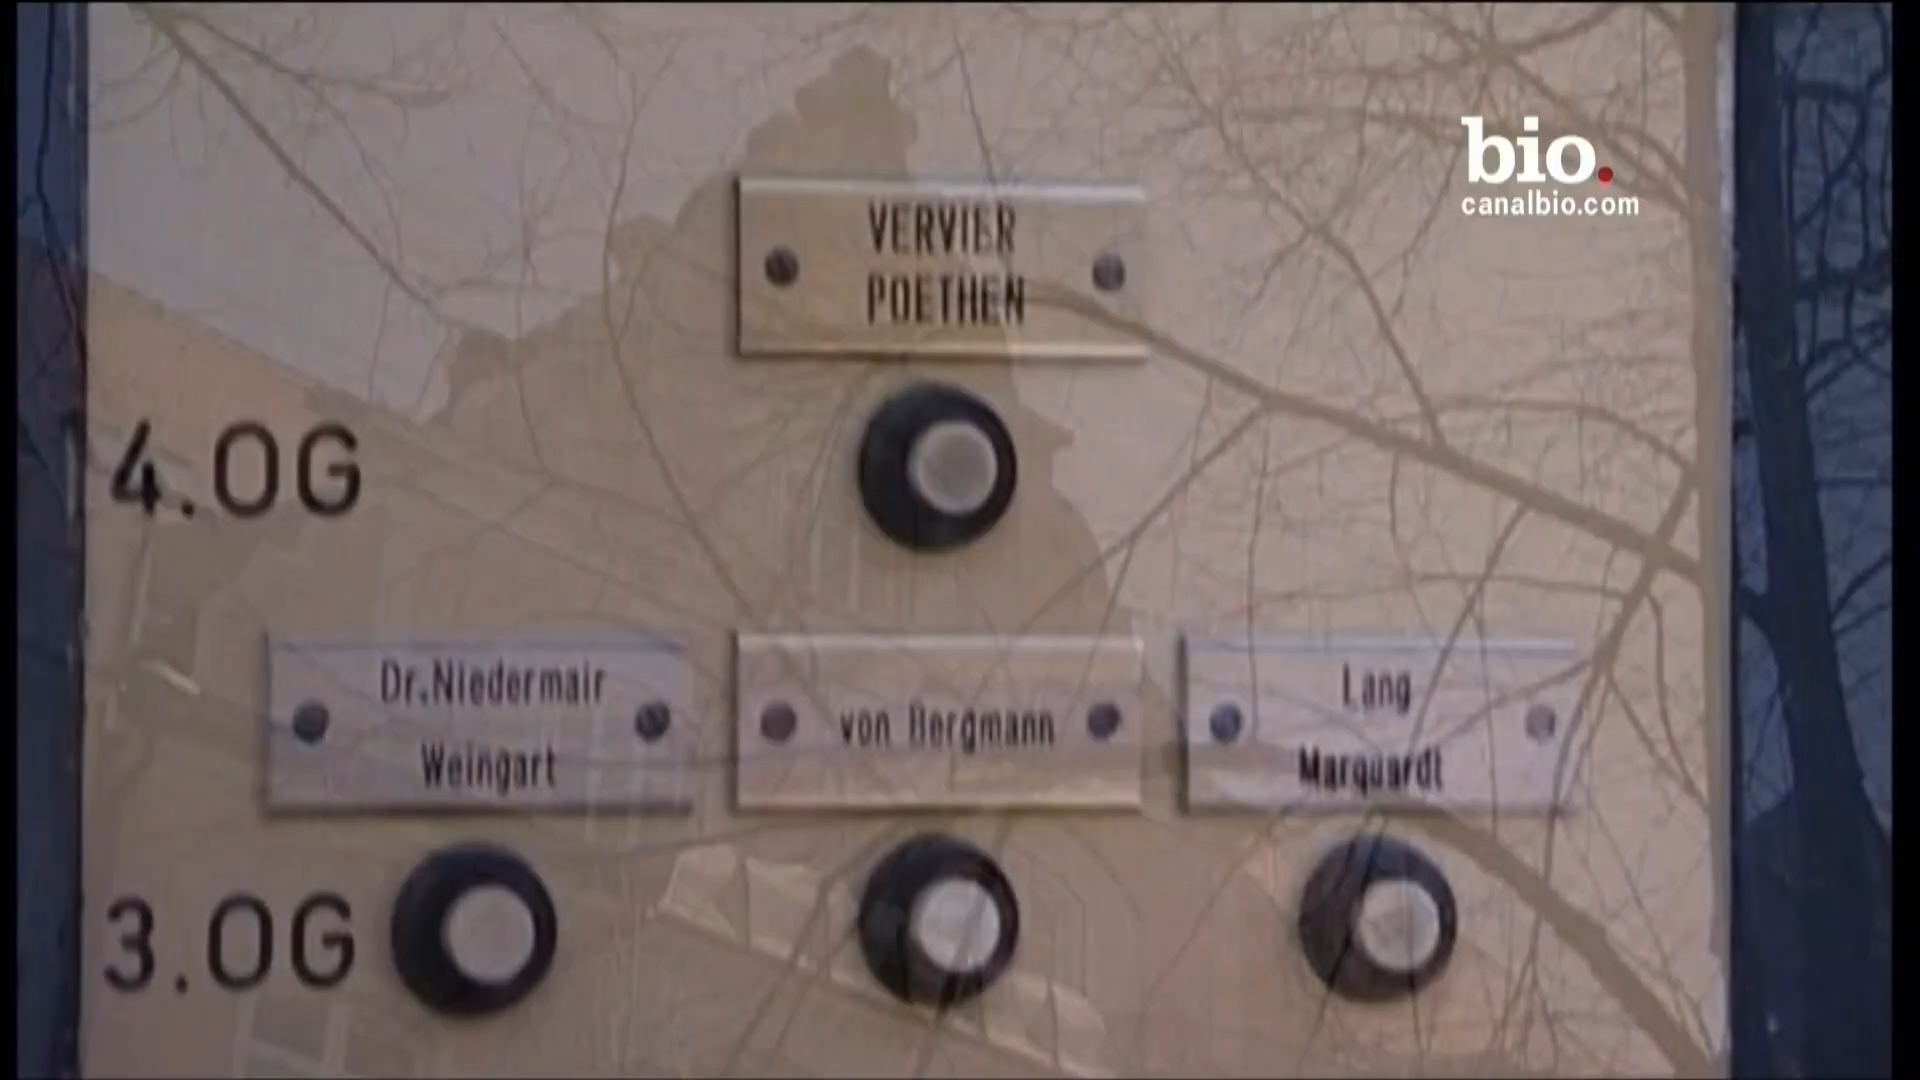 bio.
canalbio.com
VERVIER
POETHEN
4.OG
Dr.Niedermair
Weingart
von Bergmann
Lang
Marquardt
3.OG